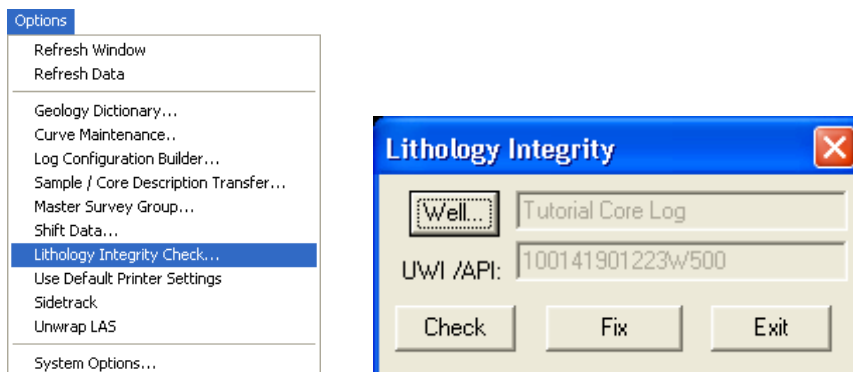 Options
Refresh Window
Refresh Data
Geology Dictionary...
Curve Maintenance..
Log Configuration Builder...
Sample / Core Description Transfer...
Master Survey Group...
Shift Data...
Lithology Integrity Check...
Use Default Printer Settings
Sidetrack
Unwrap LAS
System Options...
Lithology Integrity
Well... Tutorial Core Log
UWI /API: 100141901223W500
Check Fix Exit